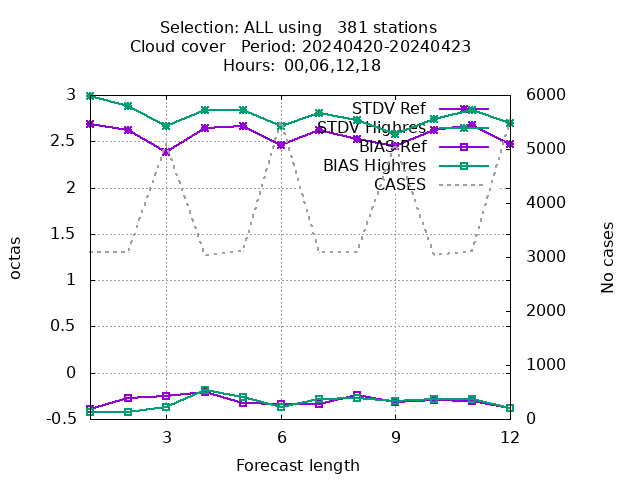 Selection: ALL using   381 stations
Cloud cover   Period: 20240420-20240423
Hours:  00,06,12,18
3
2.5
2
1.5
1
0.5
0
-0.5
octas
6000
5000
4000
3000
2000
1000
0
No cases
STDV Ref
STDV Highres
BIAS Ref
BIAS Highres
CASES
3
6
9
12
Forecast length